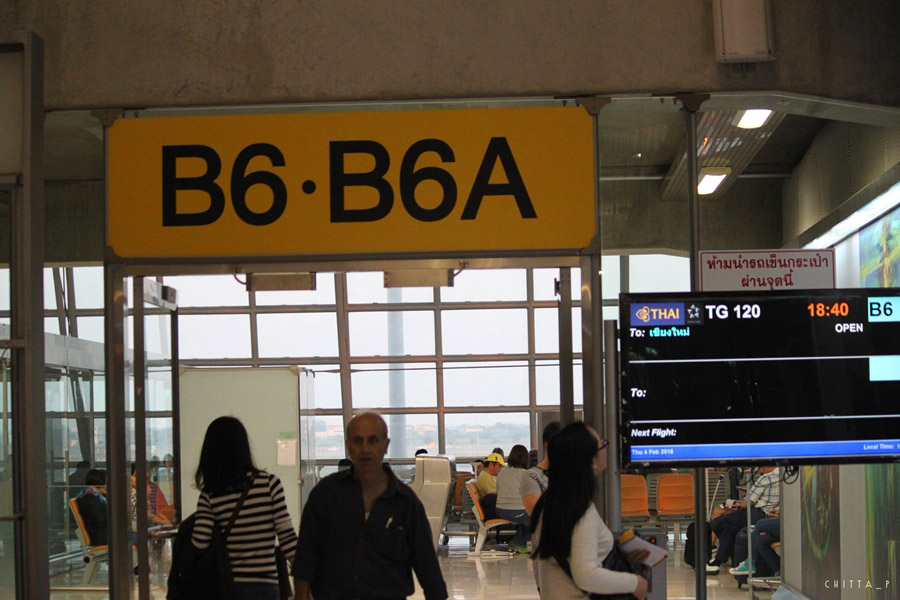 B6·B6A
ห้ามนำรถเข็นกระเป๋า
ผ่านจุดนี้
THAI TG 120 18:40 B6
To: เชียงใหม่ OPEN
To:
Next Flight:
Thu 4 Feb 2016 Local Time:
CHITTA_P